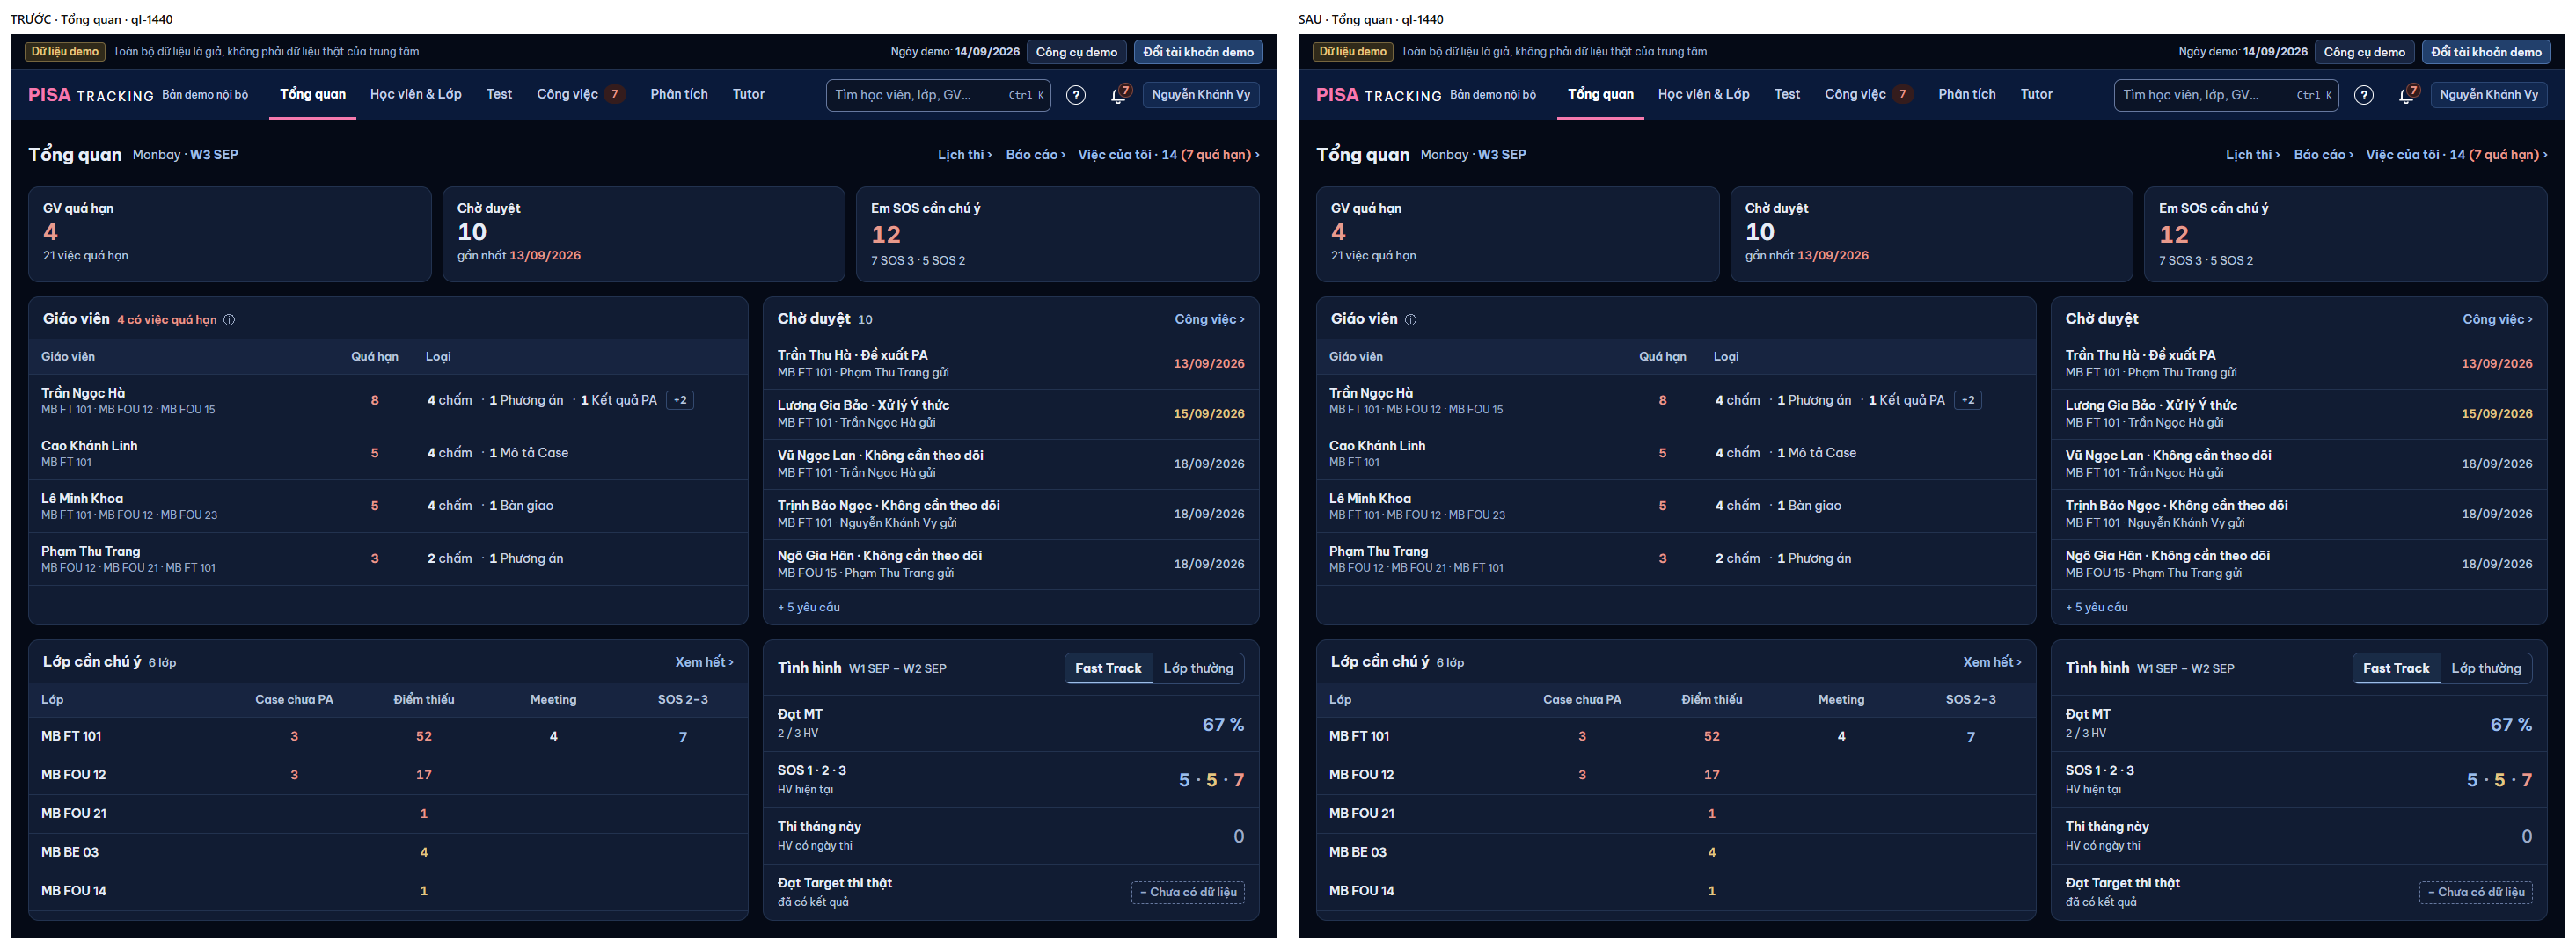 TRƯỚC · Tổng quan · ql-1440
Dữ liệu demo Toàn bộ dữ liệu là giả, không phải dữ liệu thật của trung tâm. Ngày demo: 14/09/2026 Công cụ demo Đổi tài khoản demo
PISA TRACKING Bản demo nội bộ Tổng quan Học viên & Lớp Test Công việc 7 Phân tích Tutor Tìm học viên, lớp, GV... Ctrl K ? 7 Nguyễn Khánh Vy
Tổng quan Monbay · W3 SEP Lịch thi › Báo cáo › Việc của tôi · 14 (7 quá hạn) ›
GV quá hạn
4
21 việc quá hạn
Chờ duyệt
10
gần nhất 13/09/2026
Em SOS cần chú ý
12
7 SOS 3 · 5 SOS 2
Giáo viên 4 có việc quá hạn ⓘ
Giáo viên Quá hạn Loại
Trần Ngọc Hà
MB FT 101 · MB FOU 12 · MB FOU 15
8 4 chấm · 1 Phương án · 1 Kết quả PA +2
Cao Khánh Linh
MB FT 101
5 4 chấm · 1 Mô tả Case
Lê Minh Khoa
MB FT 101 · MB FOU 12 · MB FOU 23
5 4 chấm · 1 Bàn giao
Phạm Thu Trang
MB FOU 12 · MB FOU 21 · MB FT 101
3 2 chấm · 1 Phương án
Chờ duyệt 10 Công việc ›
Trần Thu Hà · Đề xuất PA
MB FT 101 · Phạm Thu Trang gửi
13/09/2026
Lương Gia Bảo · Xử lý Ý thức
MB FT 101 · Trần Ngọc Hà gửi
15/09/2026
Vũ Ngọc Lan · Không cần theo dõi
MB FT 101 · Trần Ngọc Hà gửi
18/09/2026
Trịnh Bảo Ngọc · Không cần theo dõi
MB FT 101 · Nguyễn Khánh Vy gửi
18/09/2026
Ngô Gia Hân · Không cần theo dõi
MB FOU 15 · Phạm Thu Trang gửi
18/09/2026
+ 5 yêu cầu
Lớp cần chú ý 6 lớp Xem hết ›
Lớp Case chưa PA Điểm thiếu Meeting SOS 2–3
MB FT 101 3 52 4 7
MB FOU 12 3 17
MB FOU 21 1
MB BE 03 4
MB FOU 14 1
Tình hình W1 SEP – W2 SEP Fast Track Lớp thường
Đạt MT
2 / 3 HV
67 %
SOS 1 · 2 · 3
HV hiện tại
5 · 5 · 7
Thi tháng này
HV có ngày thi
0
Đạt Target thi thật
đã có kết quả
– Chưa có dữ liệu
SAU · Tổng quan · ql-1440
Dữ liệu demo Toàn bộ dữ liệu là giả, không phải dữ liệu thật của trung tâm. Ngày demo: 14/09/2026 Công cụ demo Đổi tài khoản demo
PISA TRACKING Bản demo nội bộ Tổng quan Học viên & Lớp Test Công việc 7 Phân tích Tutor Tìm học viên, lớp, GV... Ctrl K ? 7 Nguyễn Khánh Vy
Tổng quan Monbay · W3 SEP Lịch thi › Báo cáo › Việc của tôi · 14 (7 quá hạn) ›
GV quá hạn
4
21 việc quá hạn
Chờ duyệt
10
gần nhất 13/09/2026
Em SOS cần chú ý
12
7 SOS 3 · 5 SOS 2
Giáo viên ⓘ
Giáo viên Quá hạn Loại
Trần Ngọc Hà
MB FT 101 · MB FOU 12 · MB FOU 15
8 4 chấm · 1 Phương án · 1 Kết quả PA +2
Cao Khánh Linh
MB FT 101
5 4 chấm · 1 Mô tả Case
Lê Minh Khoa
MB FT 101 · MB FOU 12 · MB FOU 23
5 4 chấm · 1 Bàn giao
Phạm Thu Trang
MB FOU 12 · MB FOU 21 · MB FT 101
3 2 chấm · 1 Phương án
Chờ duyệt Công việc ›
Trần Thu Hà · Đề xuất PA
MB FT 101 · Phạm Thu Trang gửi
13/09/2026
Lương Gia Bảo · Xử lý Ý thức
MB FT 101 · Trần Ngọc Hà gửi
15/09/2026
Vũ Ngọc Lan · Không cần theo dõi
MB FT 101 · Trần Ngọc Hà gửi
18/09/2026
Trịnh Bảo Ngọc · Không cần theo dõi
MB FT 101 · Nguyễn Khánh Vy gửi
18/09/2026
Ngô Gia Hân · Không cần theo dõi
MB FOU 15 · Phạm Thu Trang gửi
18/09/2026
+ 5 yêu cầu
Lớp cần chú ý 6 lớp Xem hết ›
Lớp Case chưa PA Điểm thiếu Meeting SOS 2–3
MB FT 101 3 52 4 7
MB FOU 12 3 17
MB FOU 21 1
MB BE 03 4
MB FOU 14 1
Tình hình W1 SEP – W2 SEP Fast Track Lớp thường
Đạt MT
2 / 3 HV
67 %
SOS 1 · 2 · 3
HV hiện tại
5 · 5 · 7
Thi tháng này
HV có ngày thi
0
Đạt Target thi thật
đã có kết quả
– Chưa có dữ liệu